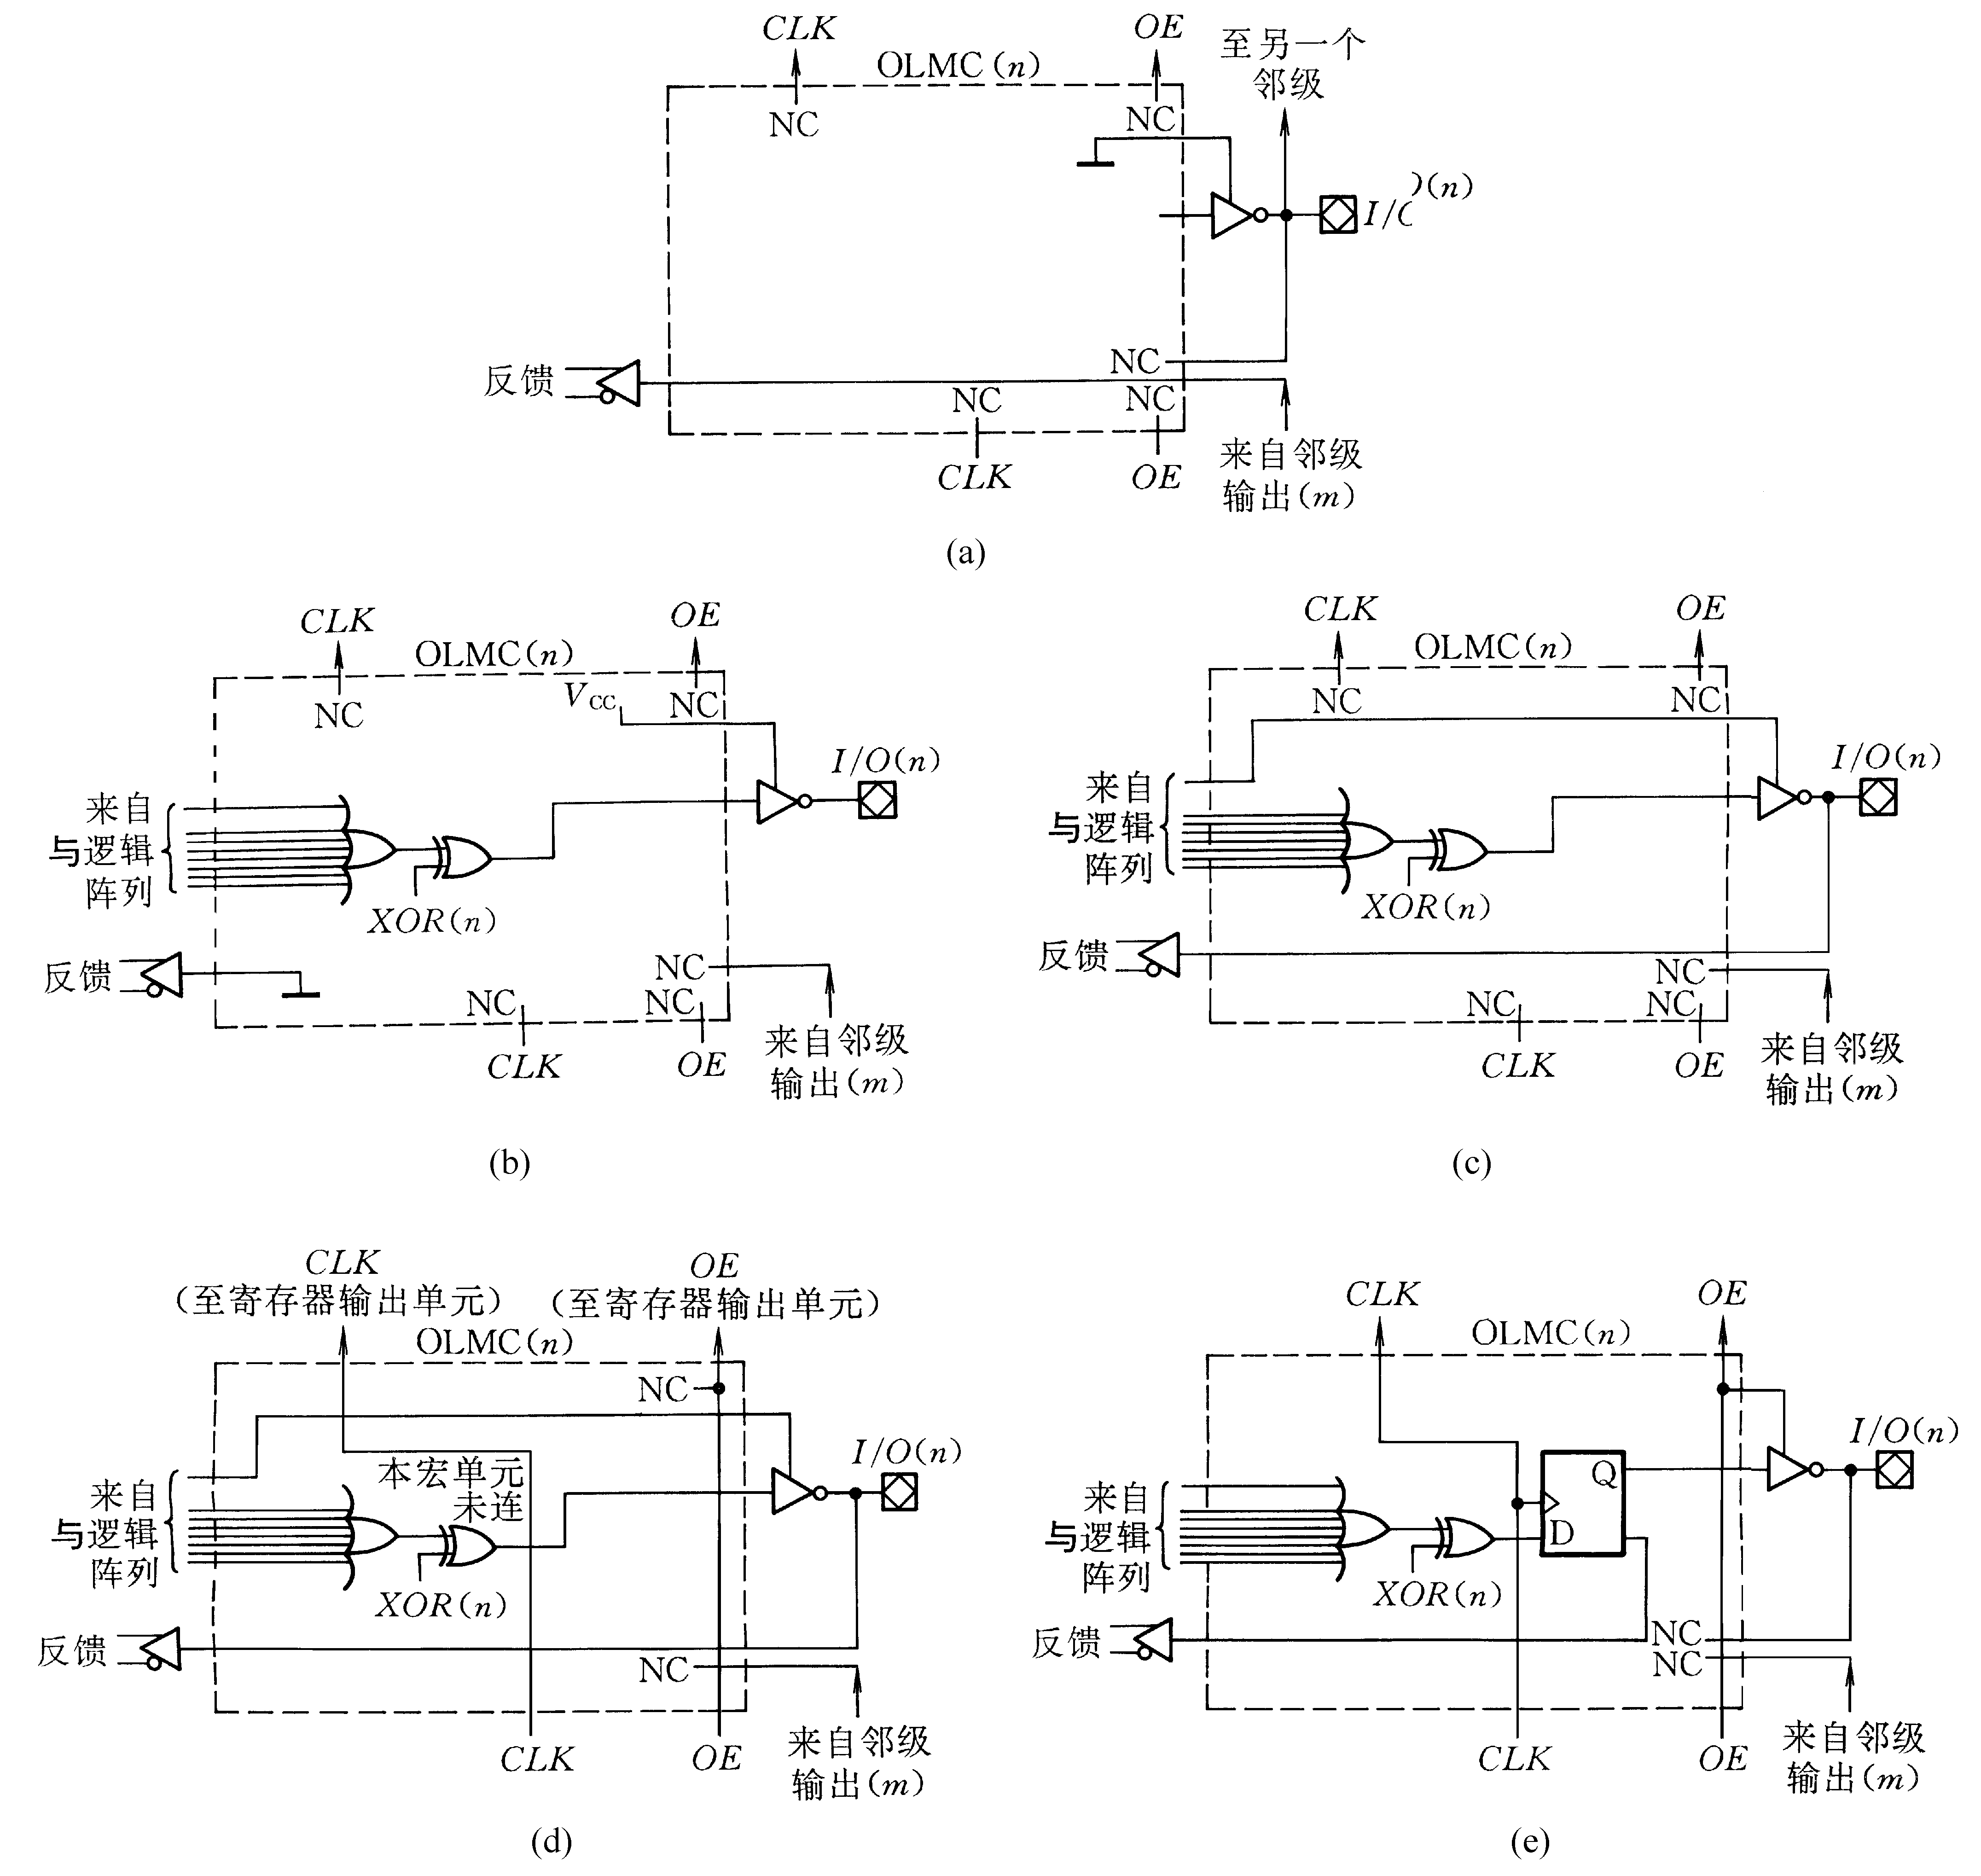 CLK
OE
至另一个
邻级
OLMC(n)
NC
NC
I/O(n)
NC
反馈
NC
NC
来自邻级
输出(m)
CLK
OE
(a)
CLK
OE
OLMC(n)
VCC
NC
NC
I/O(n)
来自
与逻辑
阵列
XOR(n)
反馈
NC
NC
NC
来自邻级
输出(m)
CLK
OE
(b)
CLK
OE
OLMC(n)
NC
NC
I/O(n)
来自
与逻辑
阵列
XOR(n)
反馈
NC
NC
NC
来自邻级
输出(m)
CLK
OE
(c)
CLK
(至寄存器输出单元)
OE
(至寄存器输出单元)
OLMC(n)
NC
I/O(n)
本宏单元
未连
来自
与逻辑
阵列
XOR(n)
反馈
NC
CLK
OE
来自邻级
输出(m)
(d)
CLK
OE
OLMC(n)
I/O(n)
Q
D
来自
与逻辑
阵列
XOR(n)
反馈
NC
NC
CLK
OE
来自邻级
输出(m)
(e)